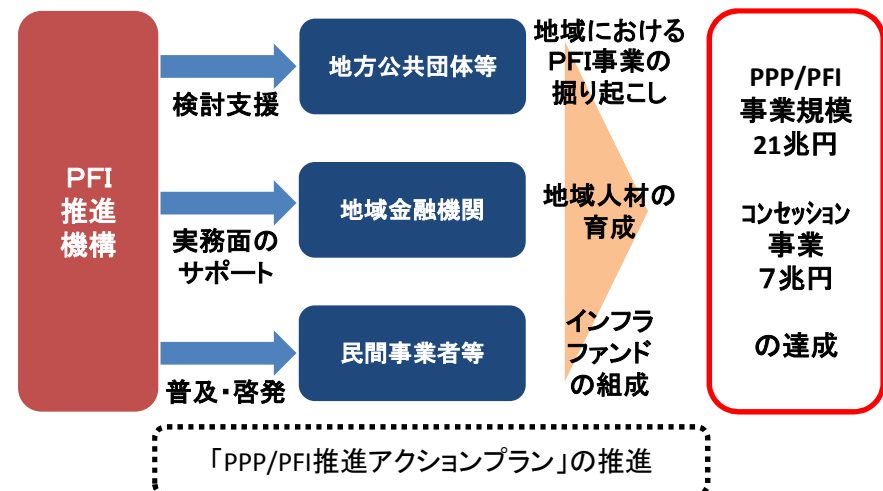 PFI
推進
機構
検討支援
実務面の
サポート
普及・啓発
地方公共団体等
地域金融機関
民間事業者等
地域における
PFI事業の
掘り起こし
地域人材の
育成
インフラ
ファンド
の組成
PPP/PFI
事業規模
21兆円
コンセッション
事業
７兆円
の達成
「PPP/PFI推進アクションプラン」の推進